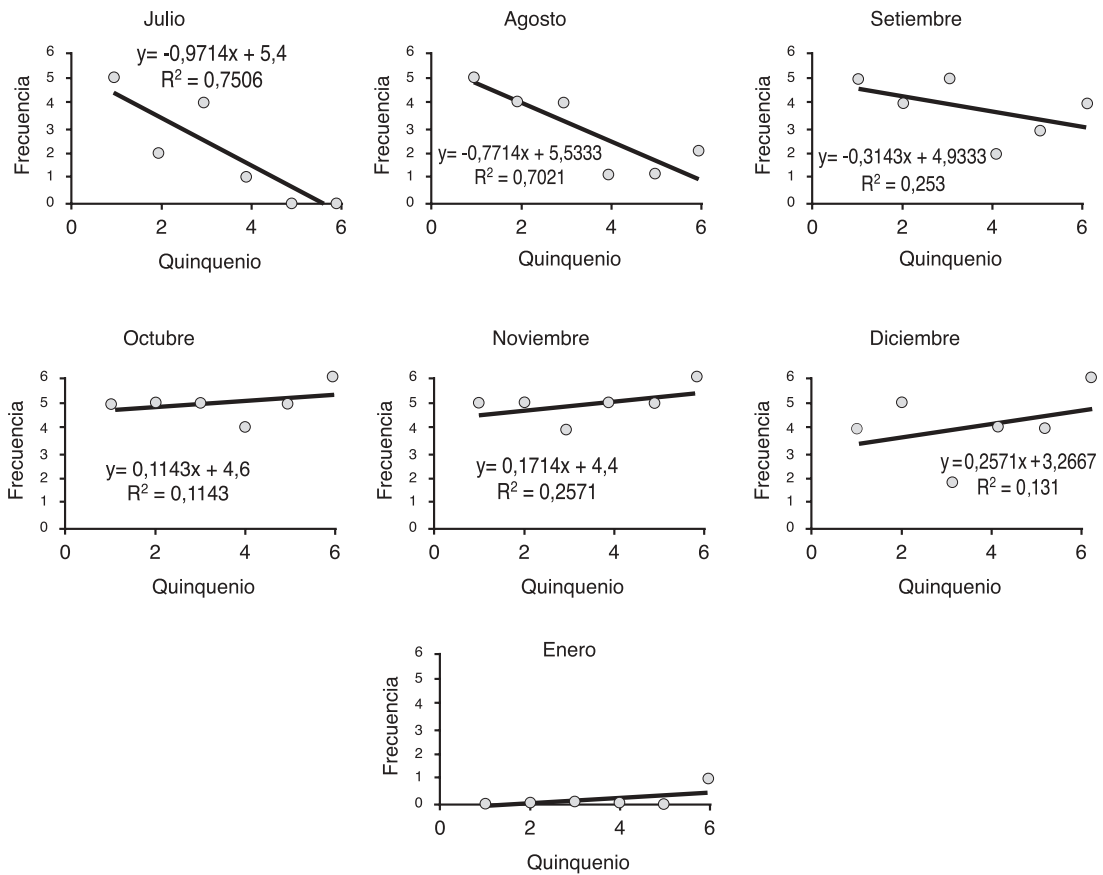 Julio
y= -0,9714x + 5,4
R² = 0,7506
Frecuencia
6
5
4
3
2
1
0
0 2 4 6
Quinquenio
Agosto
Frecuencia
6
5
4
3
2
1
0
y= -0,7714x + 5,5333
R² = 0,7021
0 2 4 6
Quinquenio
Setiembre
Frecuencia
6
5
4
3
2
1
0
y= -0,3143x + 4,9333
R² = 0,253
0 2 4 6
Quinquenio
Octubre
Frecuencia
6
5
4
3
2
1
0
y= 0,1143x + 4,6
R² = 0,1143
0 2 4 6
Quinquenio
Noviembre
Frecuencia
6
5
4
3
2
1
0
y= 0,1714x + 4,4
R² = 0,2571
0 2 4 6
Quinquenio
Diciembre
Frecuencia
6
5
4
3
2
1
0
y=0,2571x+3,2667
R² = 0,131
0 2 4 6
Quinquenio
Enero
Frecuencia
6
5
4
3
2
1
0
0 2 4 6
Quinquenio